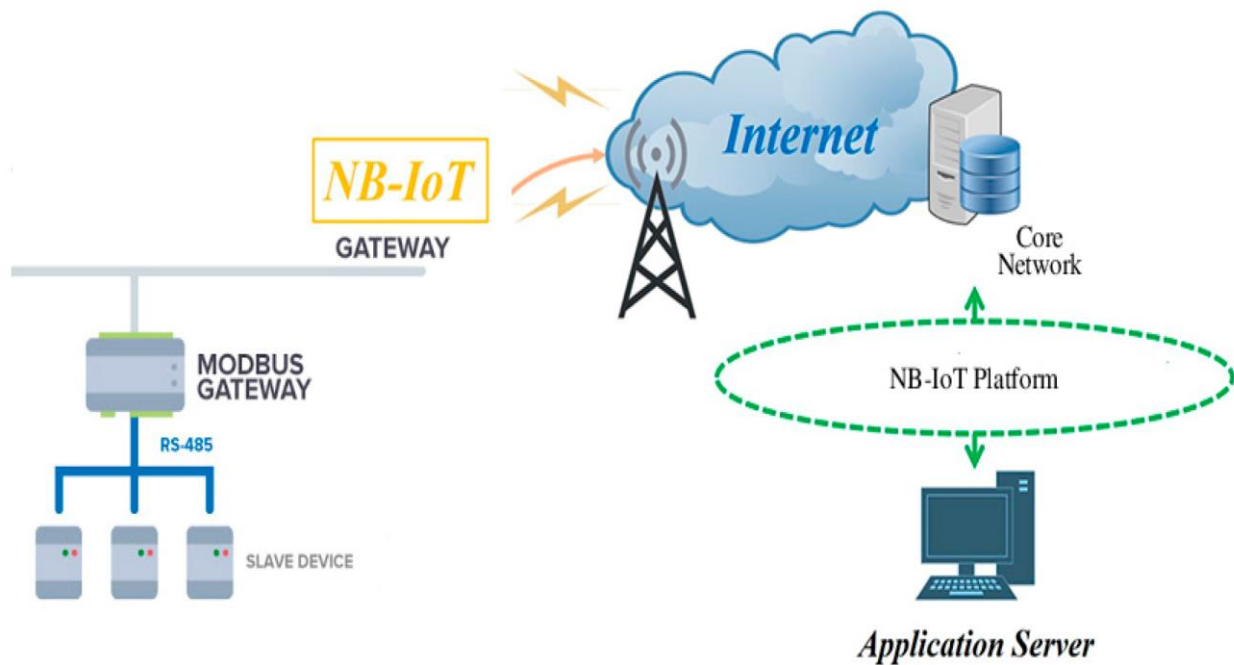 NB-IoT
GATEWAY
Internet
Core
Network
MODBUS
GATEWAY
RS-485
SLAVE DEVICE
NB-IoT Platform
Application Server